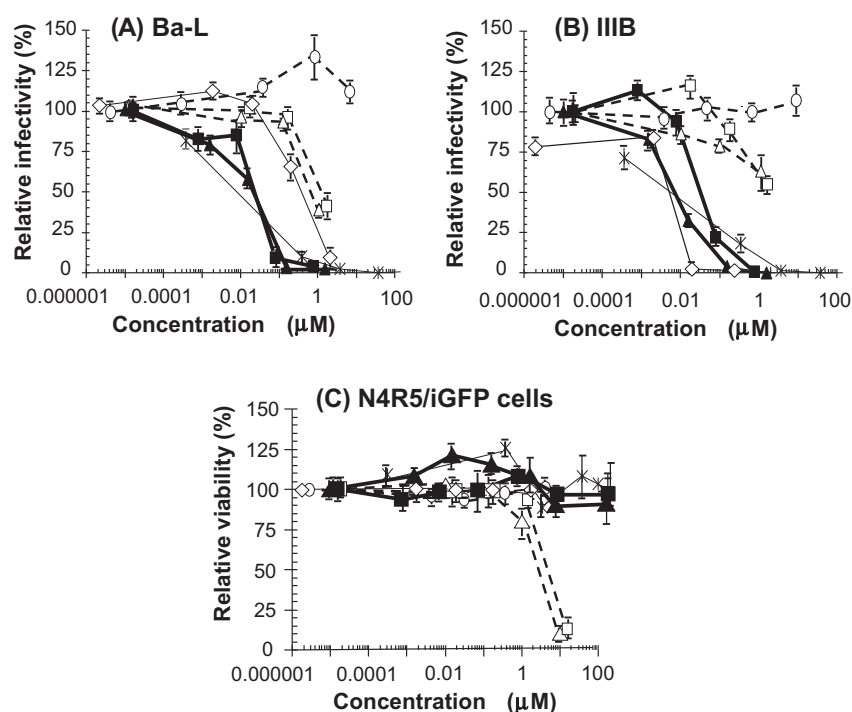 (A) Ba-L
Relative infectivity (%)
150
125
100
75
50
25
0
0.000001 0.0001 0.01 1 100
Concentration (μM)
(B) IIIB
Relative infectivity (%)
150
125
100
75
50
25
0
0.000001 0.0001 0.01 1 100
Concentration (μM)
(C) N4R5/iGFP cells
Relative viability (%)
150
125
100
75
50
25
0
0.000001 0.0001 0.01 1 100
Concentration (μM)